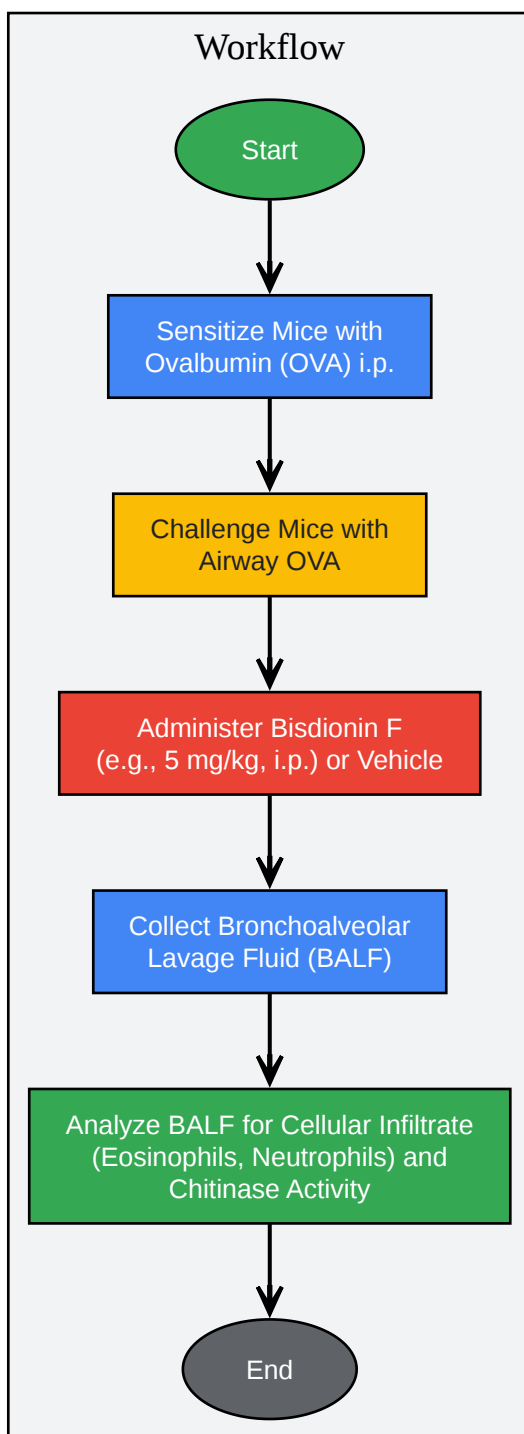 Workflow
Start
Sensitize Mice with
Ovalbumin (OVA) i.p.
Challenge Mice with
Airway OVA
Administer Bisdionin F
(e.g., 5 mg/kg, i.p.) or Vehicle
Collect Bronchoalveolar
Lavage Fluid (BALF)
Analyze BALF for Cellular Infiltrate
(Eosinophils, Neutrophils) and
Chitinase Activity
End